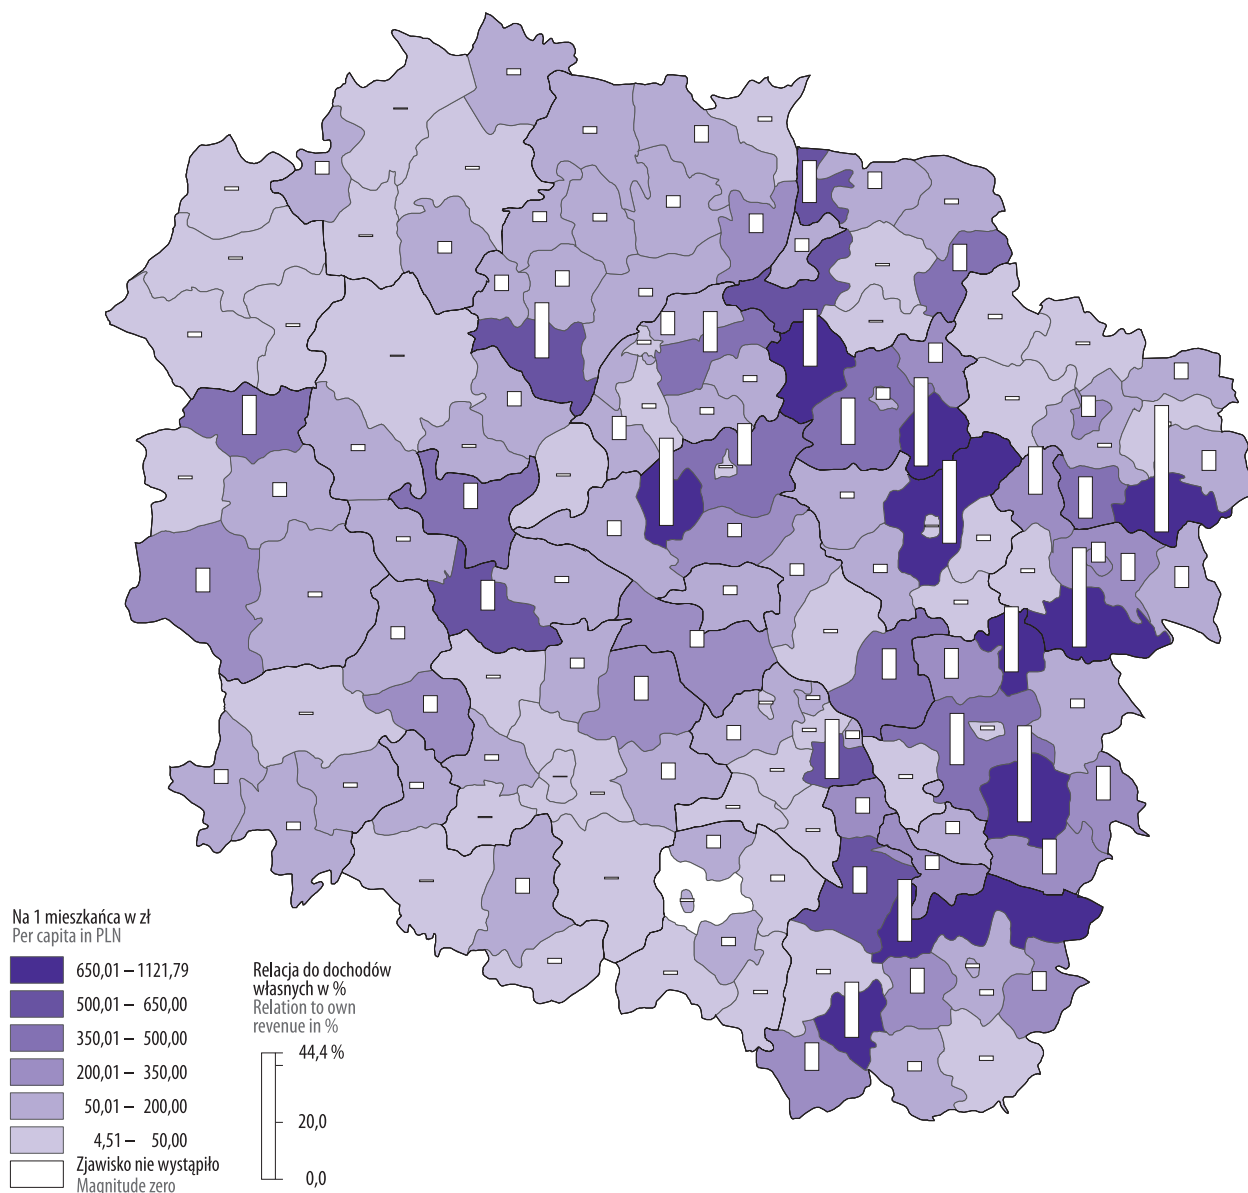 Na 1 mieszkańca w zł
Per capita in PLN
650,01 – 1121,79
500,01 – 650,00
350,01 – 500,00
200,01 – 350,00
50,01 – 200,00
4,51 – 50,00
Zjawisko nie wystąpiło
Magnitude zero
Relacja do dochodów
własnych w %
Relation to own
revenue in %
44,4 %
20,0
0,0